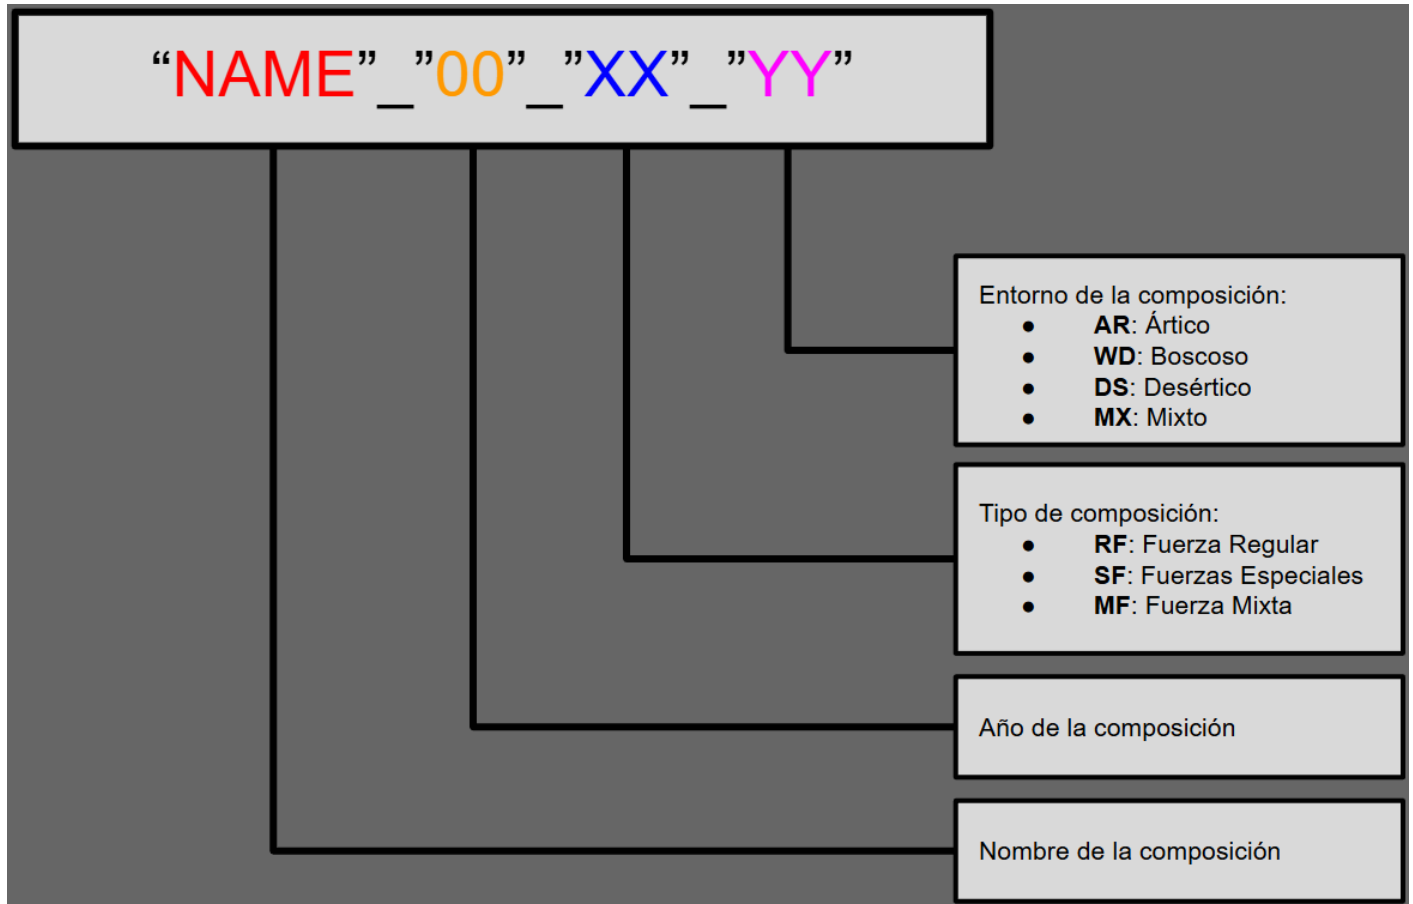 “NAME”_”00”_”XX”_”YY”
Entorno de la composición:
● AR: Ártico
● WD: Boscoso
● DS: Desértico
● MX: Mixto
Tipo de composición:
● RF: Fuerza Regular
● SF: Fuerzas Especiales
● MF: Fuerza Mixta
Año de la composición
Nombre de la composición